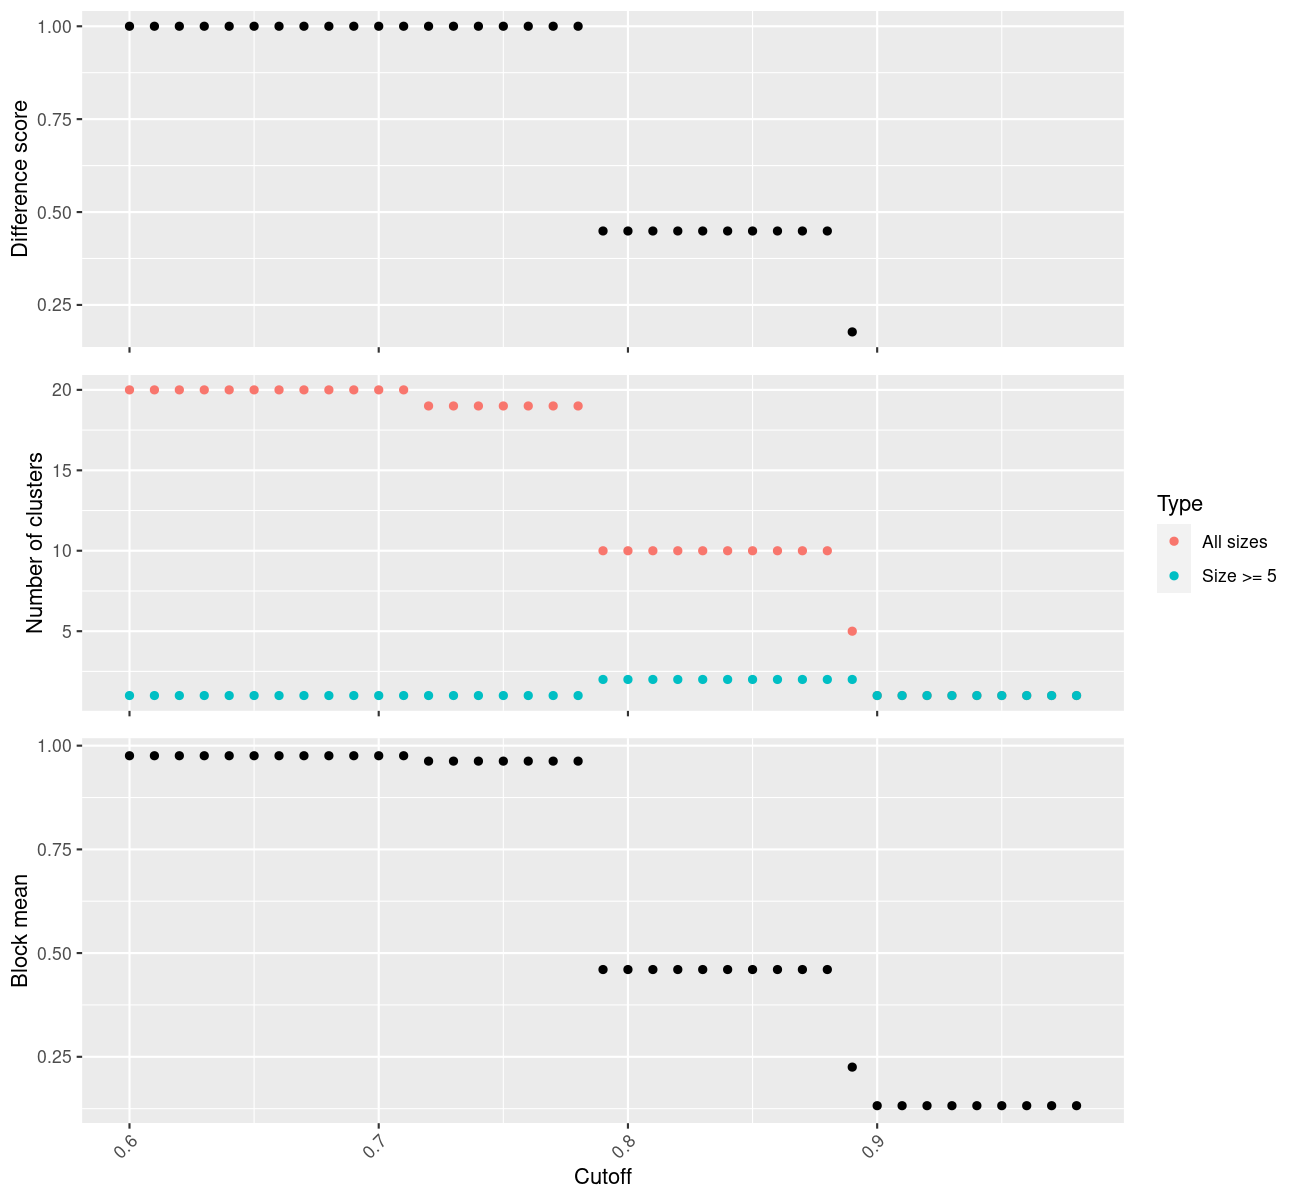 1.00
0.75
0.50
0.25
Difference score
20
15
10
5
Number of clusters
Type
All sizes
Size >= 5
1.00
0.75
0.50
0.25
Block mean
0.6
0.7
0.8
0.9
Cutoff